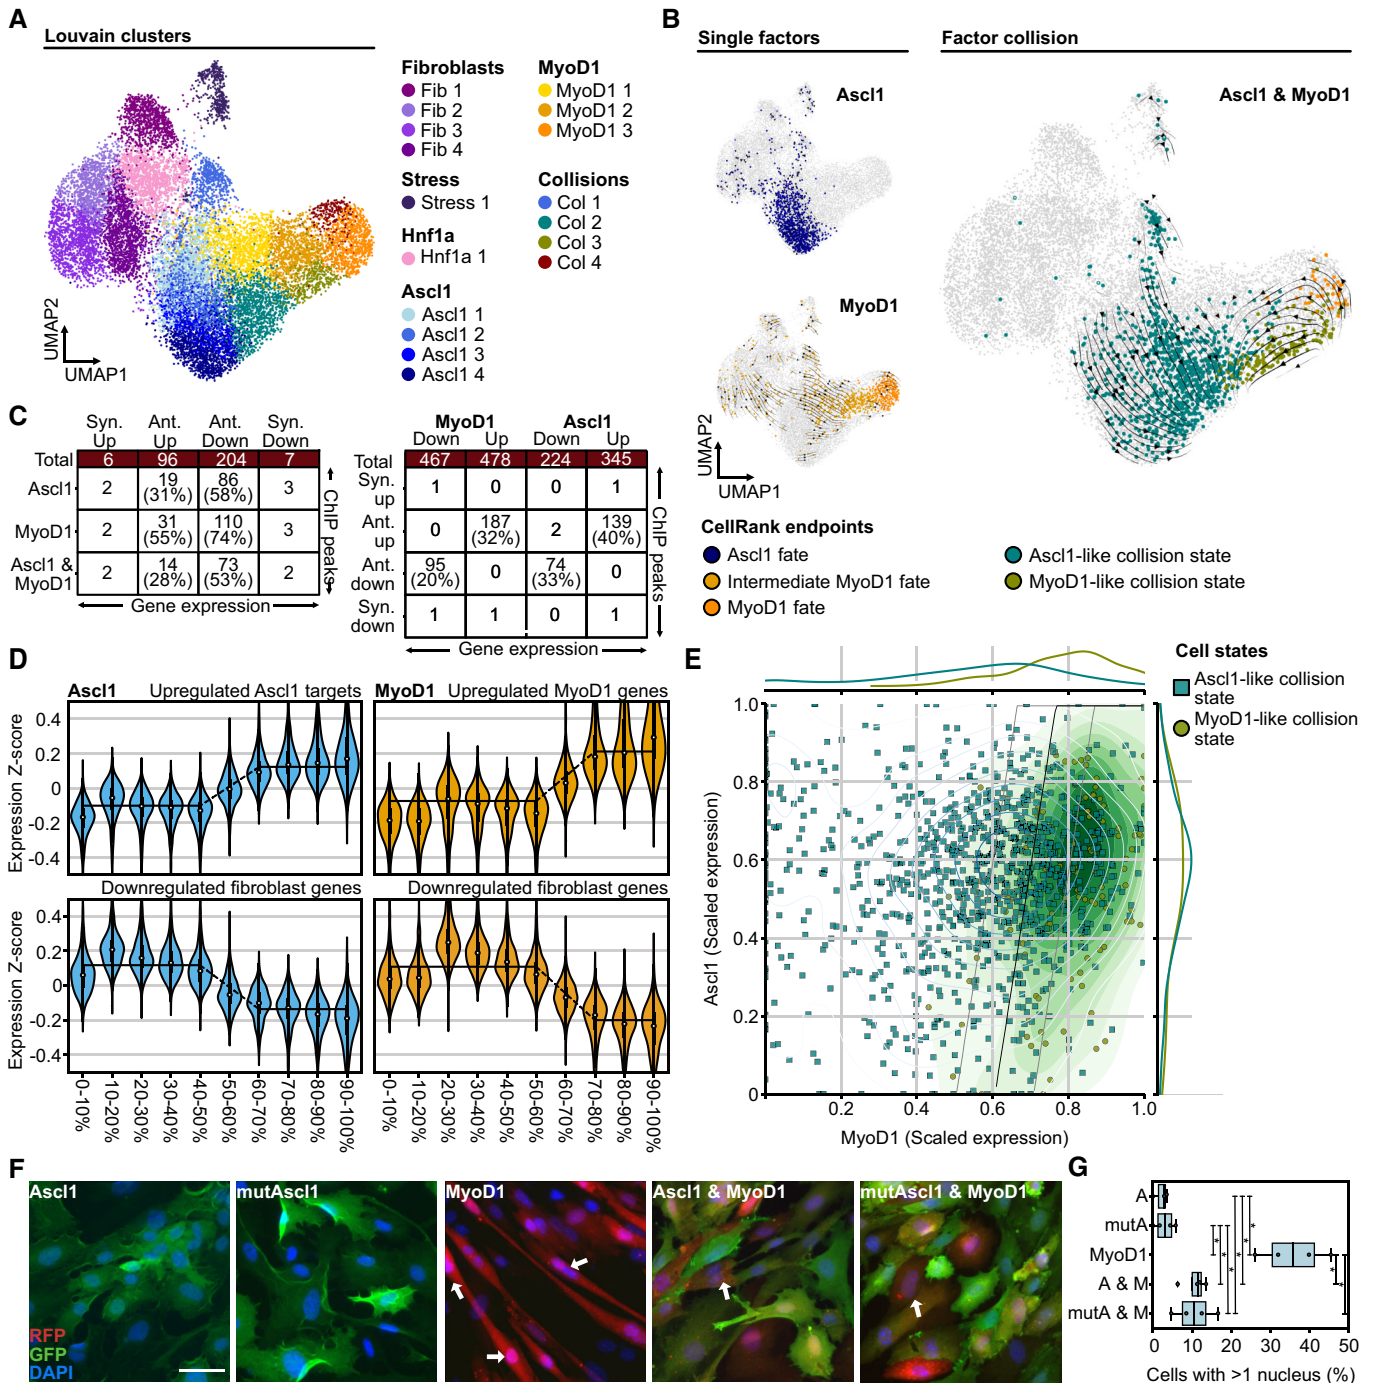 A
Louvain clusters
Fibroblasts
Fib 1
Fib 2
Fib 3
Fib 4
Stress
Stress 1
Hnf1a
Hnf1a 1
Ascl1
Ascl1 1
Ascl1 2
Ascl1 3
Ascl1 4
MyoD1
MyoD1 1
MyoD1 2
MyoD1 3
Collisions
Col 1
Col 2
Col 3
Col 4
UMAP2
UMAP1
B
Single factors
Factor collision
Ascl1
MyoD1
Ascl1 & MyoD1
UMAP2
UMAP1
CellRank endpoints
Ascl1 fate
Intermediate MyoD1 fate
MyoD1 fate
Ascl1-like collision state
MyoD1-like collision state
C
Syn. Up Ant. Up Ant. Down Syn. Down
Total 6 96 204 7
Ascl1 2 19 (31%) 86 (58%) 3
MyoD1 2 31 (55%) 110 (74%) 3
Ascl1 & MyoD1 2 14 (28%) 73 (53%) 2
Gene expression
ChIP peaks
MyoD1 Ascl1
Down Up Down Up
Total 467 478 224 345
Syn. up 1 0 0 1
Ant. up 0 187 (32%) 2 139 (40%)
Ant. down 95 (20%) 0 74 (33%) 0
Syn. down 1 1 0 1
Gene expression
ChIP peaks
D
Ascl1 Upregulated Ascl1 targets
MyoD1 Upregulated MyoD1 genes
Expression Z-score
0.4
0.2
0
-0.2
-0.4
Downregulated fibroblast genes
Downregulated fibroblast genes
Expression Z-score
0.4
0.2
0
-0.2
-0.4
0-10% 10-20% 20-30% 30-40% 40-50% 50-60% 60-70% 70-80% 80-90% 90-100%
0-10% 10-20% 20-30% 30-40% 40-50% 50-60% 60-70% 70-80% 80-90% 90-100%
E
Cell states
Ascl1-like collision
state
MyoD1-like collision
state
Ascl1 (Scaled expression)
1.0
0.8
0.6
0.4
0.2
0
0.2 0.4 0.6 0.8 1.0
MyoD1 (Scaled expression)
F
Ascl1
mutAscl1
MyoD1
Ascl1 & MyoD1
mutAscl1 & MyoD1
RFP
GFP
DAPI
G
A
mutA
MyoD1
A & M
mutA & M
* * * * * * * *
0 10 20 30 40 50
Cells with >1 nucleus (%)